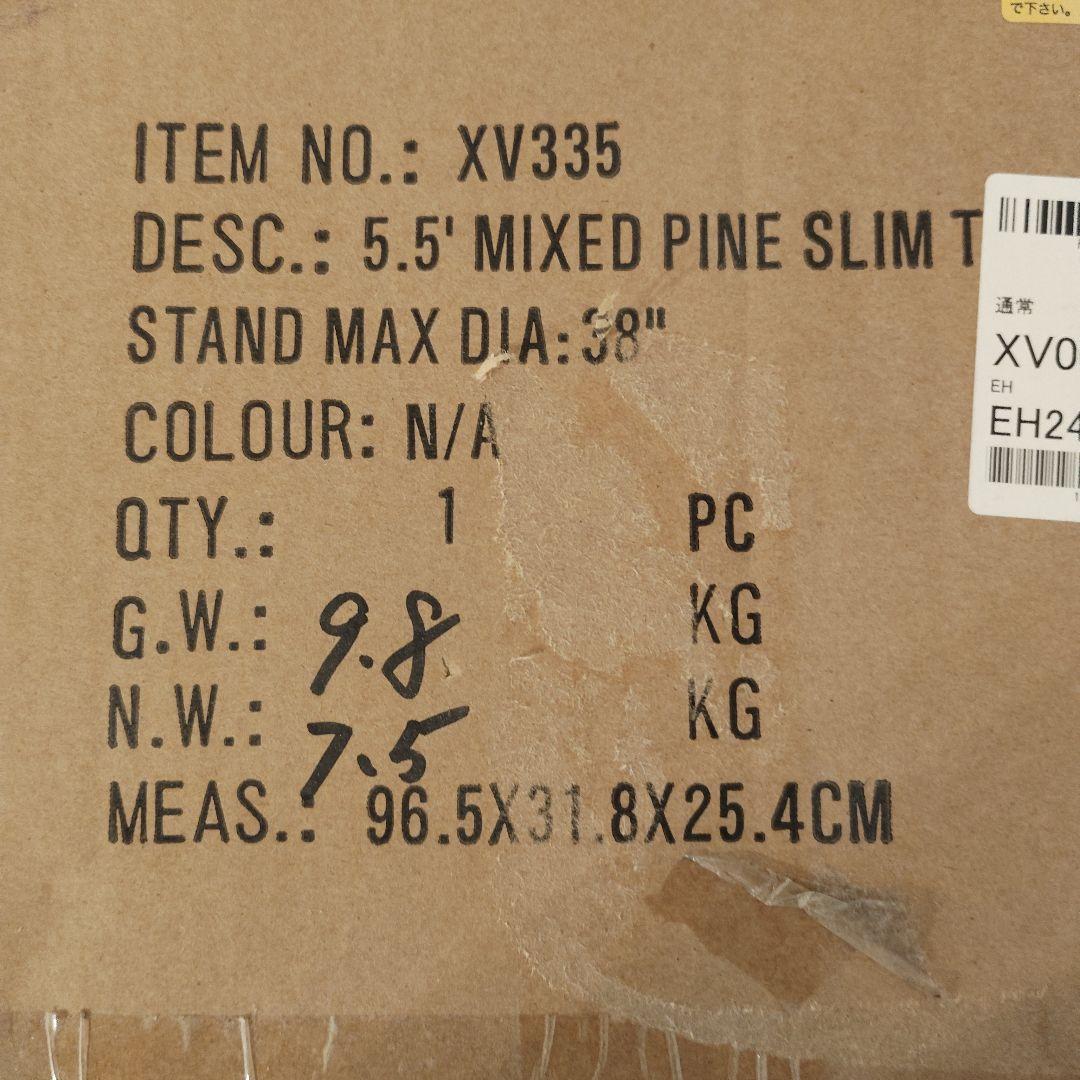 で下さい。
ITEM NO.: XV335
DESC.: 5.5' MIXED PINE SLIM T
STAND MAX DIA: 38"
COLOUR: N/A
QTY.: 1 PC
G.W.: 9.8 KG
N.W.: 7.5 KG
MEAS.: 96.5X31.8X25.4CM
通常
XV0
EH
EH24
1